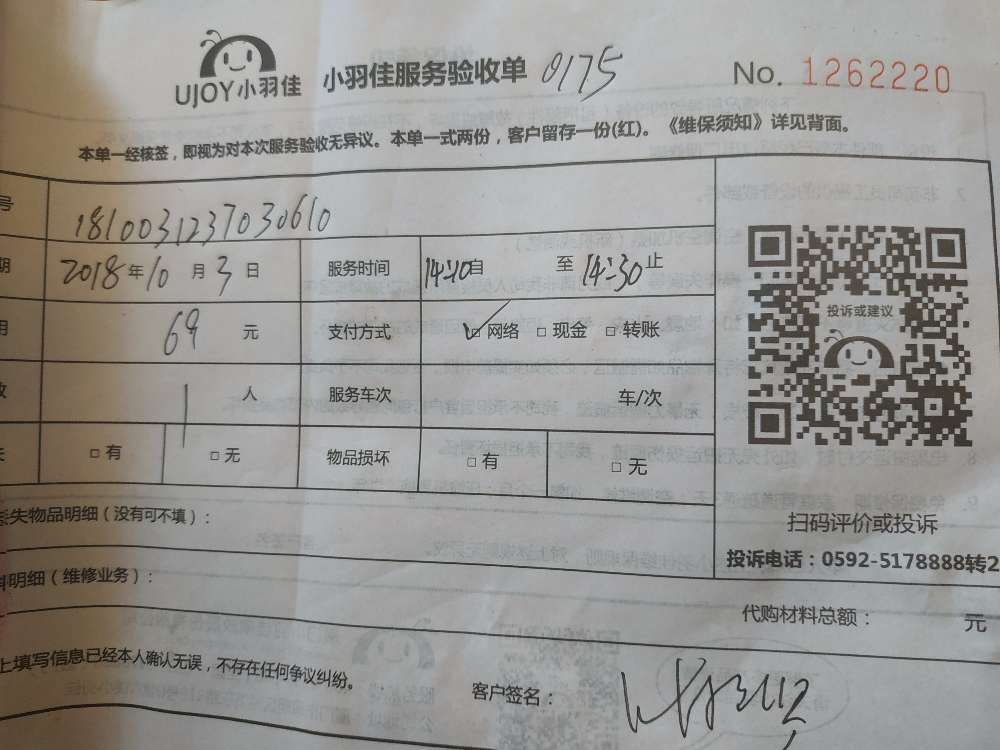 UJOY小羽佳 小羽佳服务验收单 0175 No. 1262220
本单一经核签，即视为对本次服务验收无异议。本单一式两份，客户留存一份(红)。《维保须知》详见背面。
号 1810031237030610
期 2018年10月3日 服务时间 14:10自 至14:30止
用 69 元 支付方式 ☑网络 □现金 □转账
1 人 服务车次 车/次
□有 □无 物品损坏 □有 □无
投诉或建议
扫码评价或投诉
投诉电话：0592-5178888转2
丢失物品明细（没有可不填）：
料明细（维修业务）：
代购材料总额： 元
上填写信息已经本人确认无误，不存在任何争议纠纷。
客户签名：